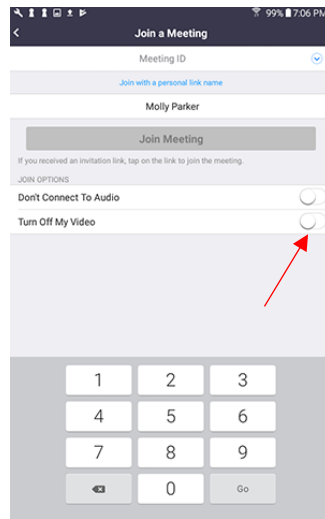 99% 7:06 PM
Join a Meeting
Meeting ID
Join with a personal link name
Molly Parker
Join Meeting
If you received an invitation link, tap on the link to join the meeting.
JOIN OPTIONS
Don't Connect To Audio
Turn Off My Video
1 2 3
4 5 6
7 8 9
0 Go